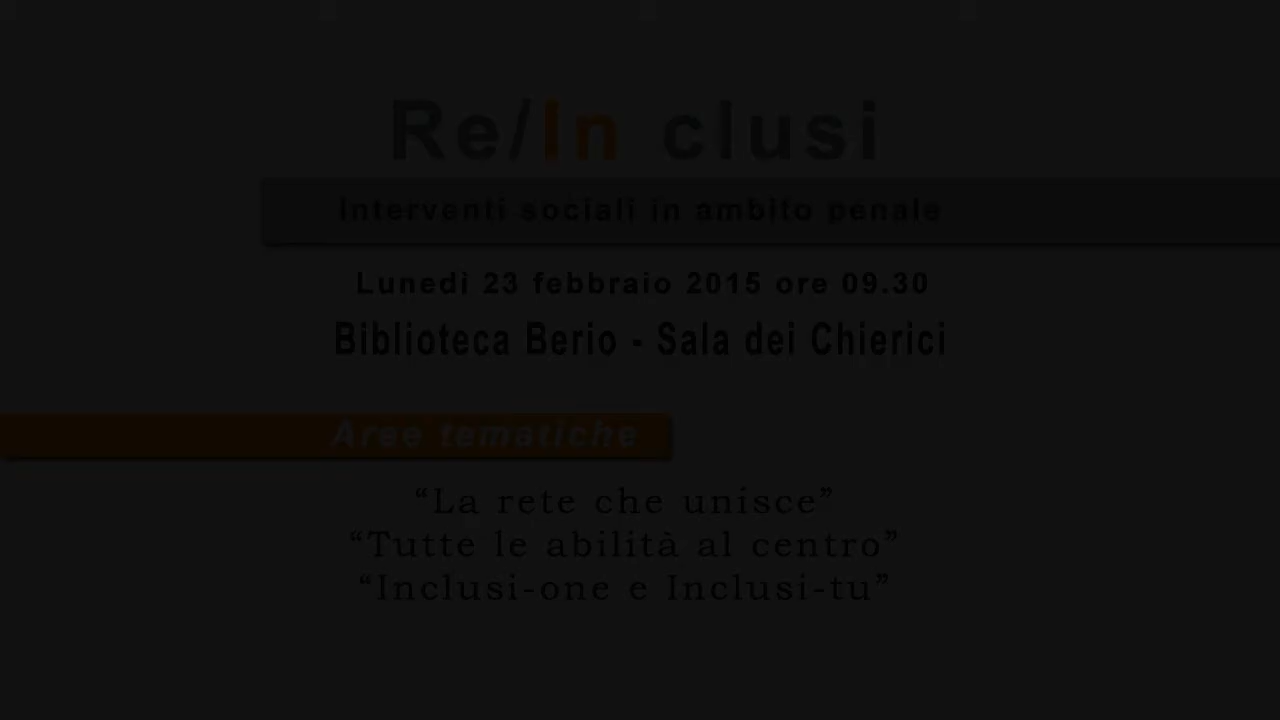 Re/In clusi
Interventi sociali in ambito penale
Lunedì 23 febbraio 2015 ore 09.30
Biblioteca Berio - Sala dei Chierici
Aree tematiche
“La rete che unisce”
“Tutte le abilità al centro”
“Inclusi-one e Inclusi-tu”